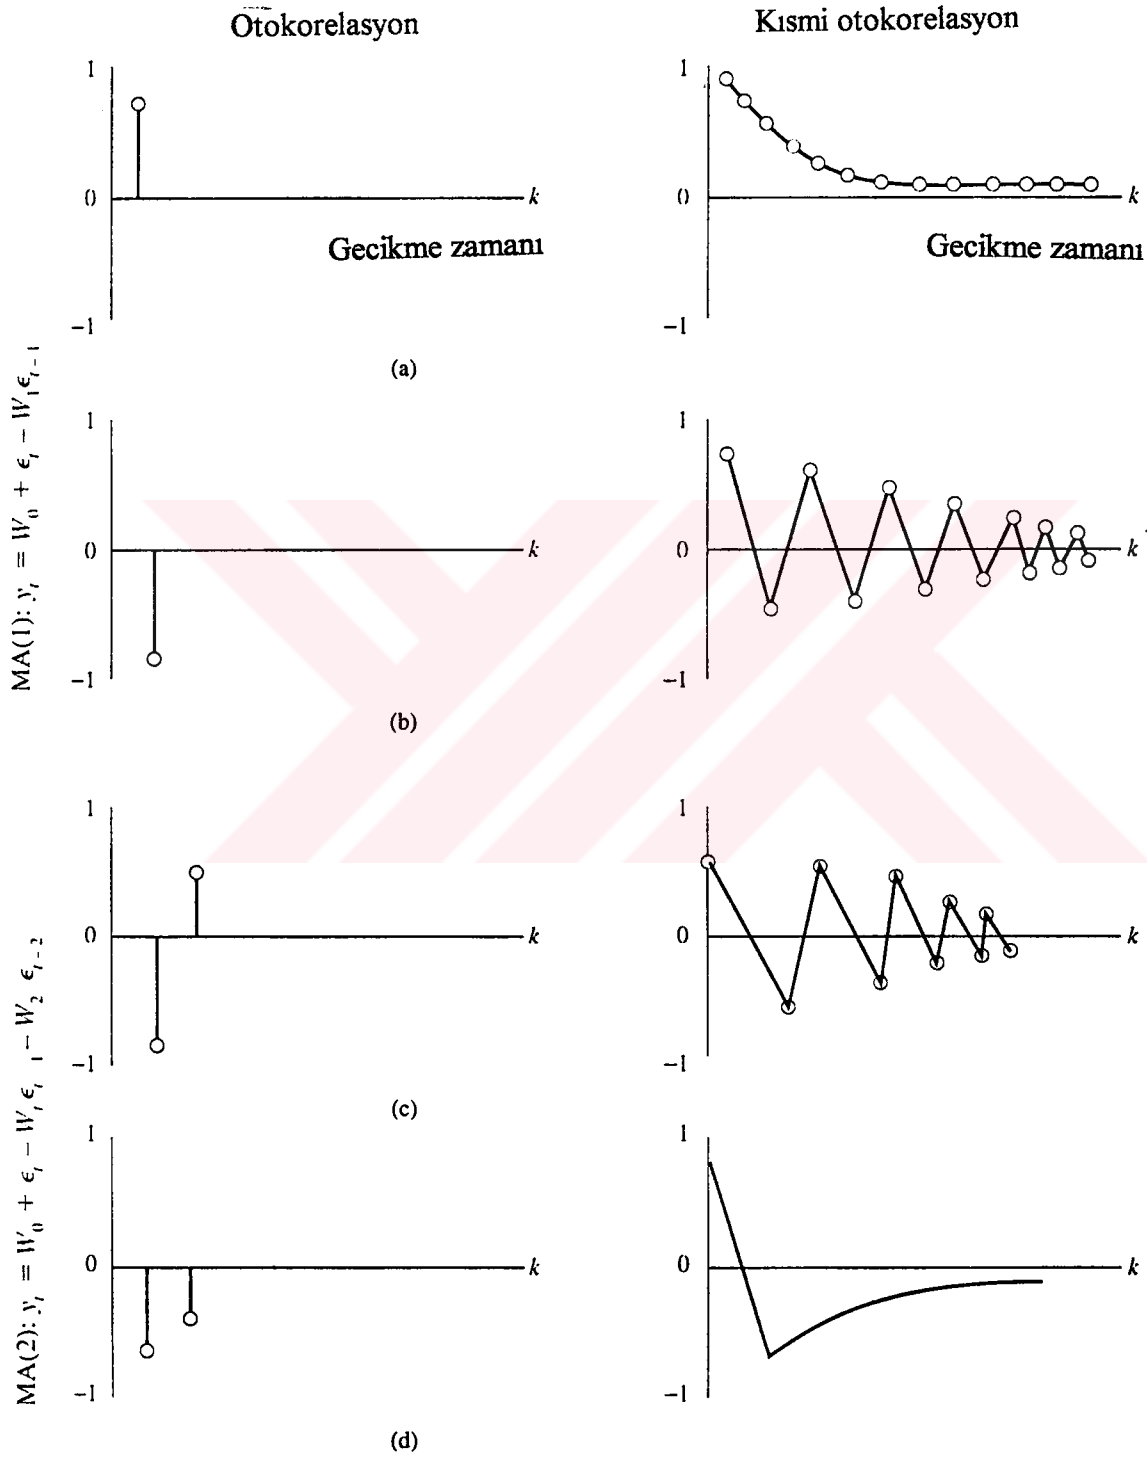 Otokorelasyon
Kısmi otokorelasyon
1
0
-1
k
Gecikme zamanı
1
0
-1
k
Gecikme zamanı
(a)
MA(1): y_t = W_0 + ϵ_t − W_1 ϵ_{t−1}
1
0
-1
k
1
0
-1
k
(b)
1
0
-1
k
1
0
-1
k
(c)
MA(2): y_t = W_0 + ϵ_t − W_t ϵ_{t 1} − W_2 ϵ_{t−2}
1
0
-1
k
1
0
-1
k
(d)